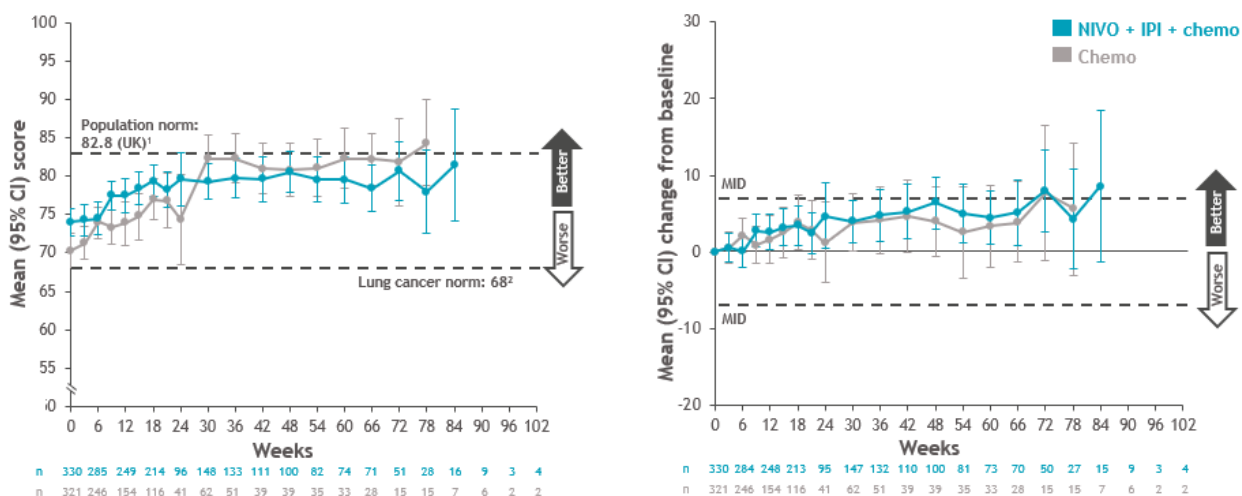 100
95
90
85
80
75
70
65
60
55
50
Mean (95% CI) score
Population norm:
82.8 (UK)¹
Lung cancer norm: 68²
Better
Worse
0 6 12 18 24 30 36 42 48 54 60 66 72 78 84 90 96 102
Weeks
n 330 285 249 214 96 148 133 111 100 82 74 71 51 28 16 9 3 4
n 321 246 154 116 41 62 51 39 39 35 33 28 15 15 7 6 2 2
30
20
10
0
-10
-20
Mean (95% CI) change from baseline
NIVO + IPI + chemo
Chemo
MID
MID
Better
Worse
0 6 12 18 24 30 36 42 48 54 60 66 72 78 84 90 96 102
Weeks
n 330 284 248 213 95 147 132 110 100 81 73 70 50 27 15 9 3 4
n 321 246 154 116 41 62 51 39 39 35 33 28 15 15 7 6 2 2